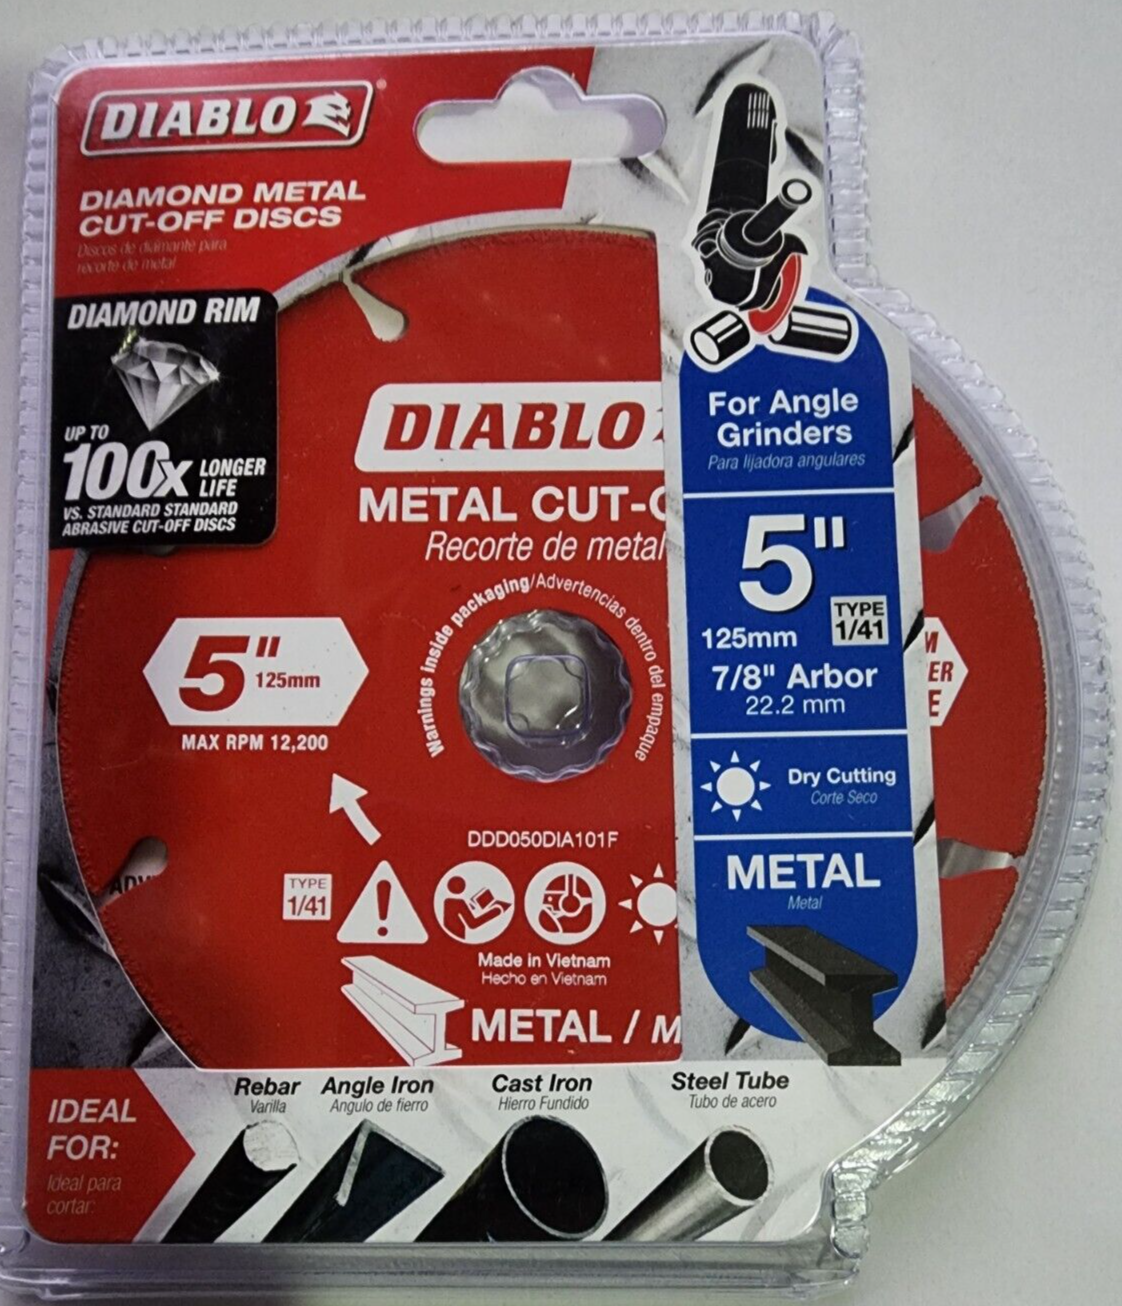 DIABLO
DIAMOND METAL
CUT-OFF DISCS
Discos de diamante para
recorte de metal
DIAMOND RIM
UP TO
100x LONGER
LIFE
VS. STANDARD STANDARD
ABRASIVE CUT-OFF DISCS
DIABLO
METAL CUT-
Recorte de metal
Warnings inside packaging/Advertencias dentro del empaque
5" 125mm
MAX RPM 12,200
DDD050DIA101F
TYPE
1/41
Made in Vietnam
Hecho en Vietnam
METAL / M
For Angle
Grinders
Para lijadora angulares
5"
TYPE
1/41
125mm
7/8" Arbor
22.2 mm
Dry Cutting
Corte Seco
METAL
Metal
M
ER
E
IDEAL
FOR:
Ideal para
cortar:
Rebar
Varilla
Angle Iron
Angulo de fierro
Cast Iron
Hierro Fundido
Steel Tube
Tubo de acero